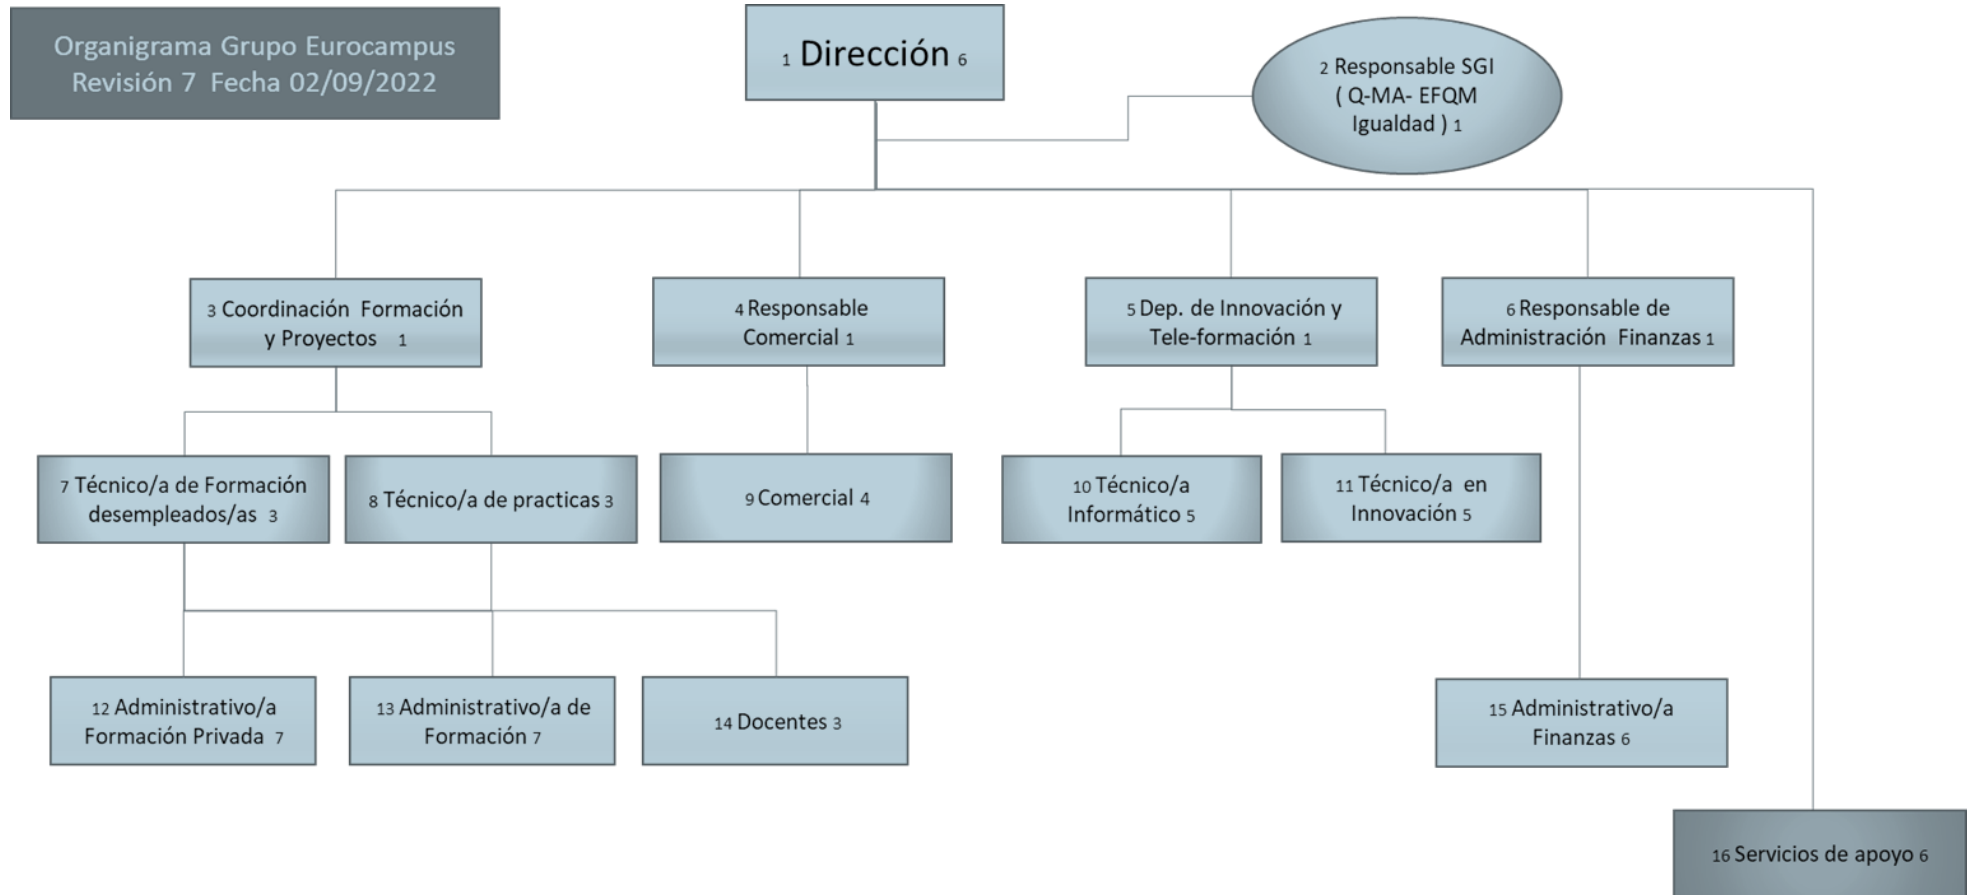 Organigrama Grupo Eurocampus
Revisión 7 Fecha 02/09/2022
1 Dirección 6
2 Responsable SGI
( Q-MA- EFQM
Igualdad ) 1
3 Coordinación Formación
y Proyectos 1
4 Responsable
Comercial 1
5 Dep. de Innovación y
Tele-formación 1
6 Responsable de
Administración Finanzas 1
7 Técnico/a de Formación
desempleados/as 3
8 Técnico/a de practicas 3
9 Comercial 4
10 Técnico/a
Informático 5
11 Técnico/a en
Innovación 5
12 Administrativo/a
Formación Privada 7
13 Administrativo/a de
Formación 7
14 Docentes 3
15 Administrativo/a
Finanzas 6
16 Servicios de apoyo 6